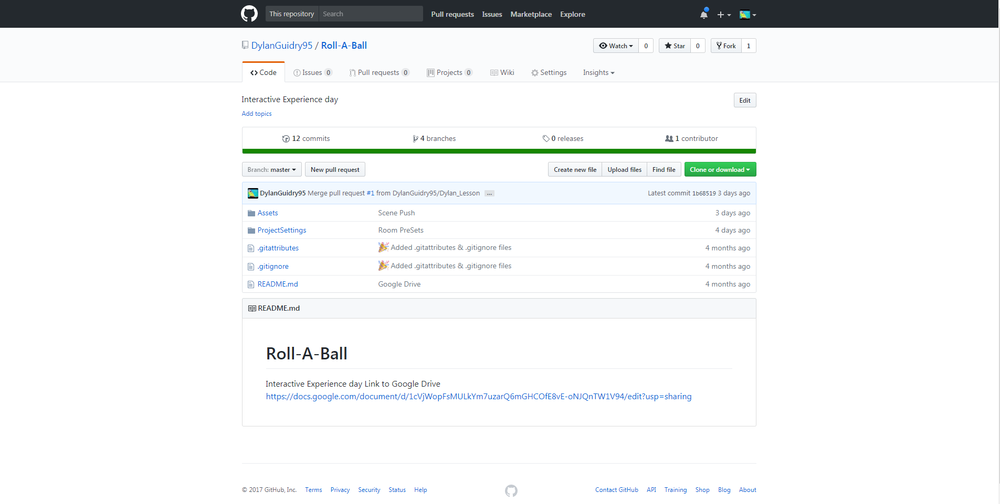 This repository Search Pull requests Issues Marketplace Explore
DylanGuidry95 / Roll-A-Ball Watch 0 Star 0 Fork 1
Code Issues 0 Pull requests 0 Projects 0 Wiki Settings Insights
Interactive Experience day Edit
Add topics
12 commits 4 branches 0 releases 1 contributor
Branch: master New pull request Create new file Upload files Find file Clone or download
DylanGuidry95 Merge pull request #1 from DylanGuidry95/Dylan_Lesson ... Latest commit 1b68519 3 days ago
Assets Scene Push 3 days ago
ProjectSettings Room PreSets 4 days ago
.gitattributes Added .gitattributes & .gitignore files 4 months ago
.gitignore Added .gitattributes & .gitignore files 4 months ago
README.md Google Drive 4 months ago
README.md
Roll-A-Ball
Interactive Experience day Link to Google Drive
https://docs.google.com/document/d/1cVjWopFsMULkYm7uzarQ6mGHCOfE8vE-oNJQnTW1V94/edit?usp=sharing
© 2017 GitHub, Inc. Terms Privacy Security Status Help Contact GitHub API Training Shop Blog About